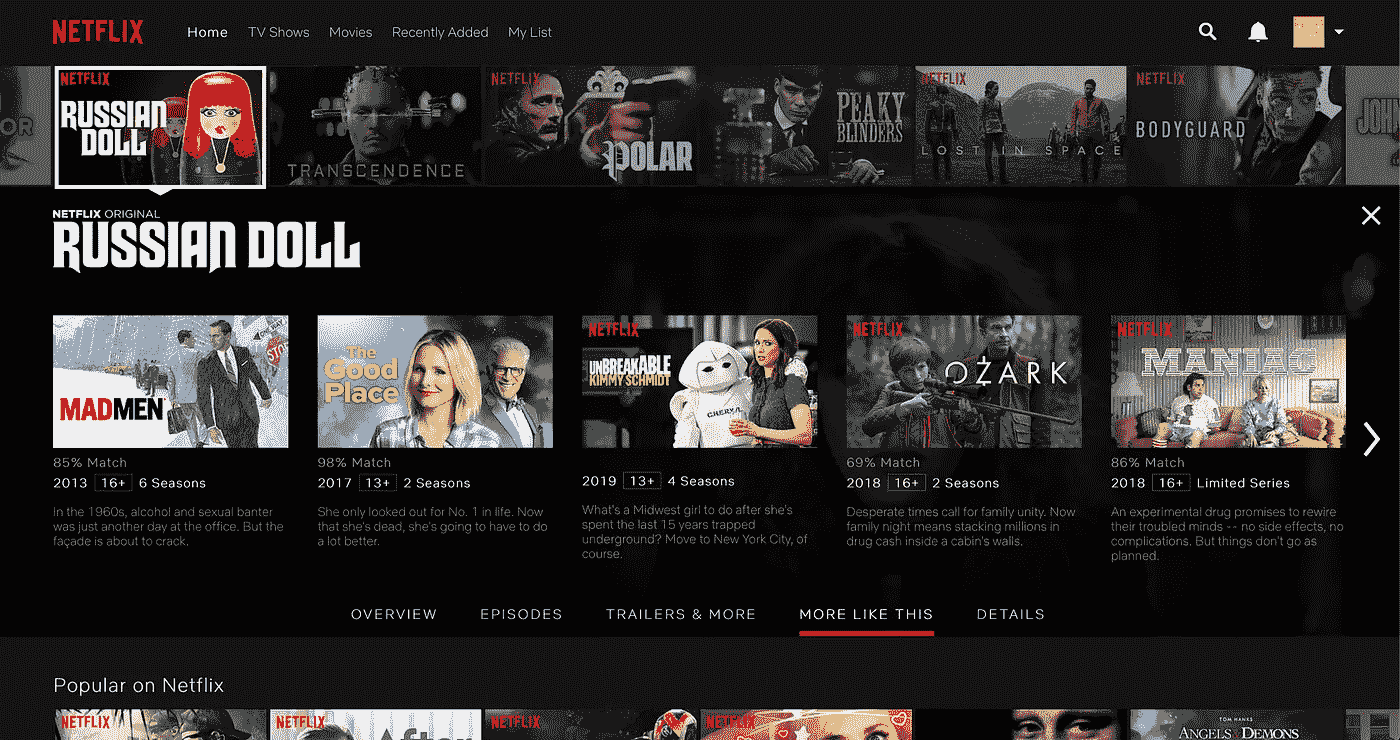 NETFLIX
Home TV Shows Movies Recently Added My List
OR
NETFLIX
RUSSIAN
DOLL
TRANSCENDENCE
NETFLIX
POLAR
PEAKY
BLINDERS
NETFLIX
LOST IN SPACE
NETFLIX
BODYGUARD
NETFLIX ORIGINAL
RUSSIAN DOLL
MADMEN
The
Good
Place
NETFLIX
UNBREAKABLE
KIMMY SCHMIDT
CHERYL
NETFLIX
OZARK
NETFLIX
MANIAC
85% Match
2013 16+ 6 Seasons
In the 1960s, alcohol and sexual banter
was just another day at the office. But the
façade is about to crack.
98% Match
2017 13+ 2 Seasons
She only looked out for No. 1 in life. Now
that she's dead, she's going to have to do
a lot better.
2019 13+ 4 Seasons
What's a Midwest girl to do after she's
spent the last 15 years trapped
underground? Move to New York City, of
course.
69% Match
2018 16+ 2 Seasons
Desperate times call for family unity. Now
family night means stacking millions in
drug cash inside a cabin's walls.
86% Match
2018 16+ Limited Series
An experimental drug promises to rewire
their troubled minds -- no side effects, no
complications. But things don't go as
planned.
OVERVIEW EPISODES TRAILERS & MORE MORE LIKE THIS DETAILS
Popular on Netflix
NETFLIX
NETFLIX
After
NETFLIX
NETFLIX
TOM HANKS
ANGELS & DEMONS